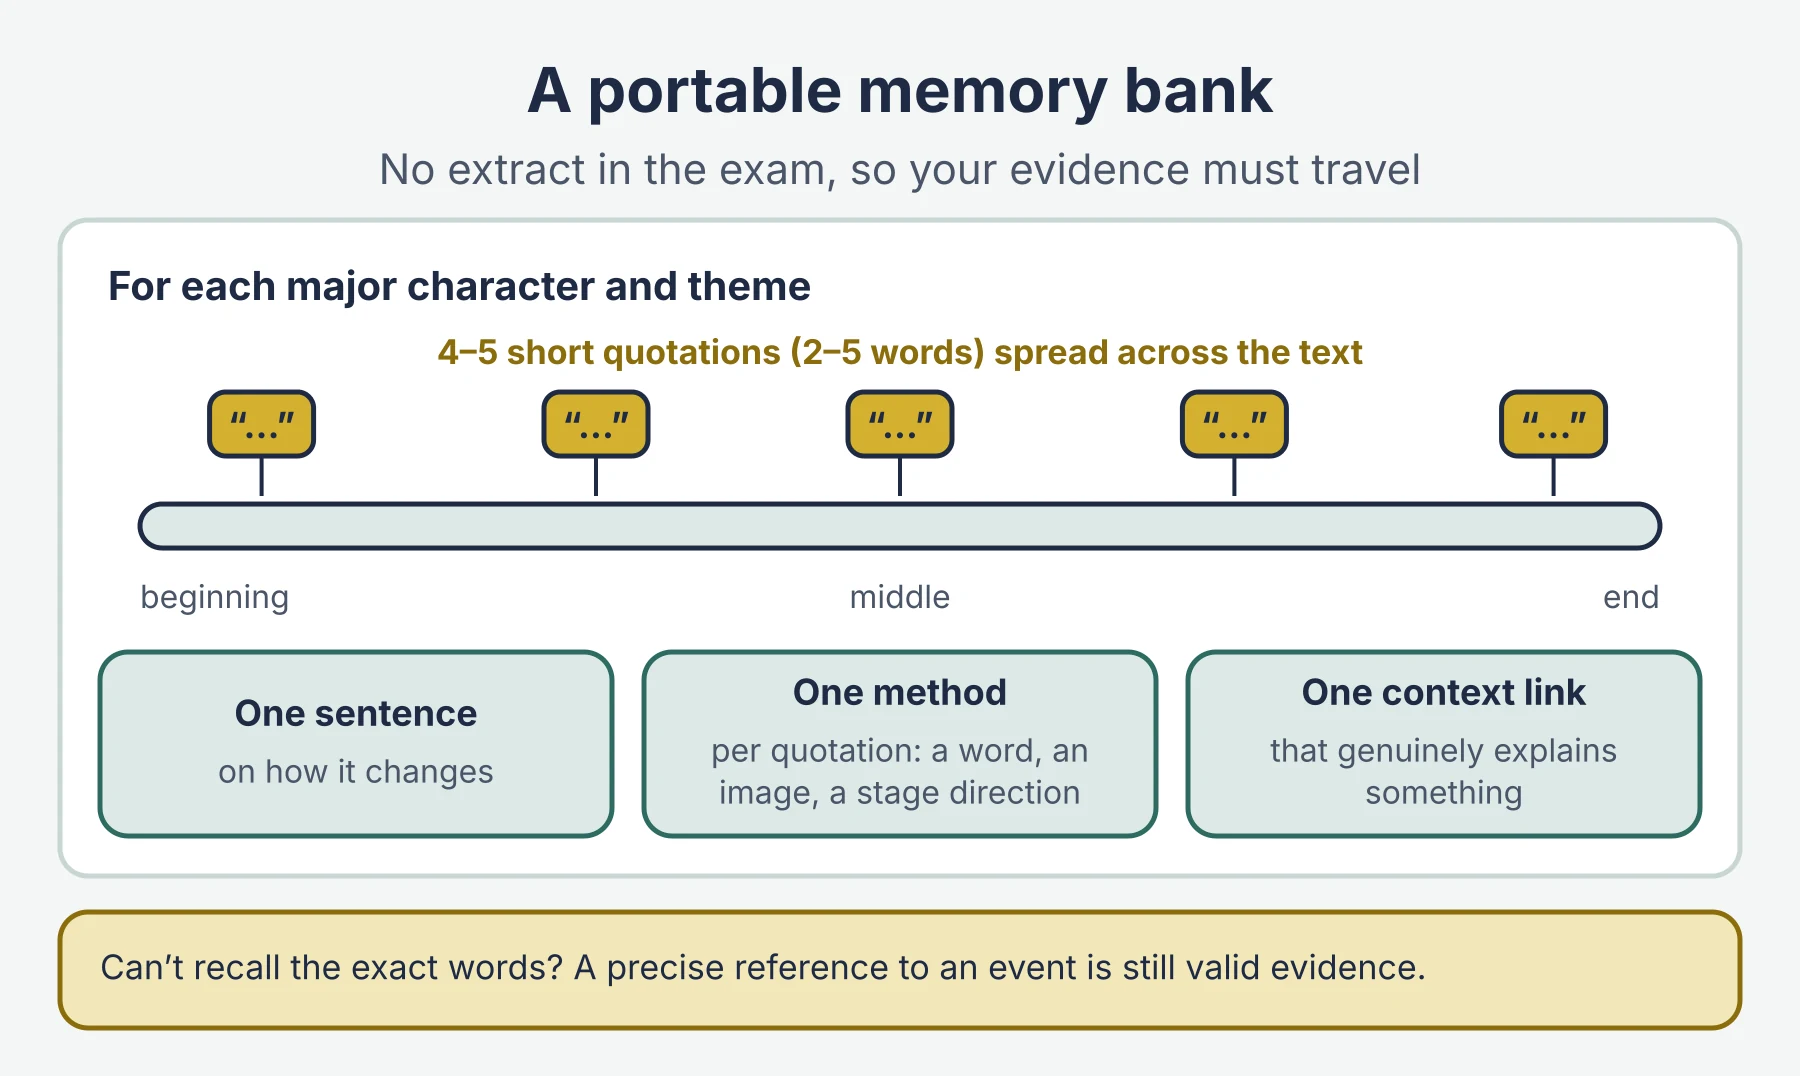 A portable memory bank
No extract in the exam, so your evidence must travel
For each major character and theme
4–5 short quotations (2–5 words) spread across the text
“…” “…” “…” “…” “…”
beginning middle end
One sentence
on how it changes
One method
per quotation: a word, an
image, a stage direction
One context link
that genuinely explains
something
Can’t recall the exact words? A precise reference to an event is still valid evidence.